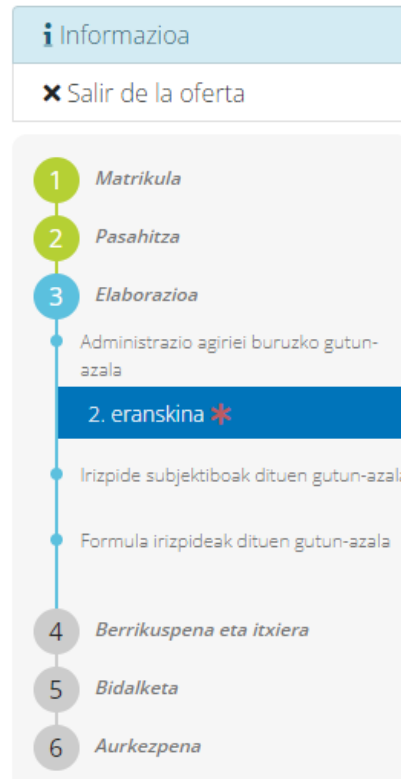 i Informazioa
× Salir de la oferta
1 Matrikula
2 Pasahitza
3 Elaborazioa
Administrazio agiriei buruzko gutun-
azala
2. eranskina *
Irizpide subjektiboak dituen gutun-azala
Formula irizpideak dituen gutun-azala
4 Berrikuspena eta itxiera
5 Bidalketa
6 Aurkezpena